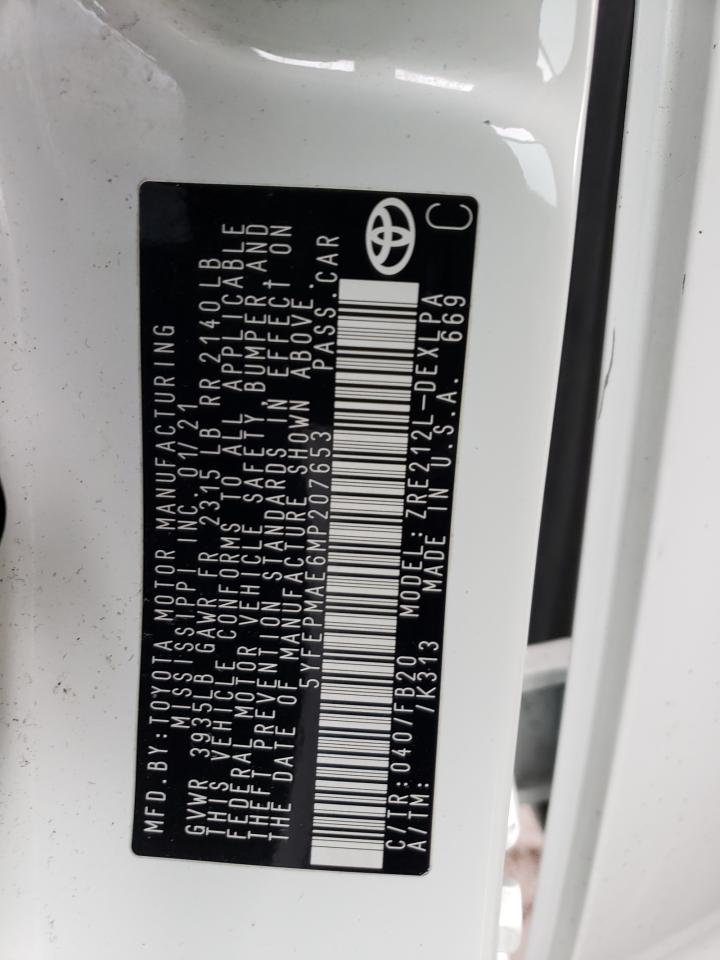 MFD.BY:TOYOTA MOTOR MANUFACTURING
MISSISSIPPI INC. 01/21
GVWR 3935LB GAWR FR 2315 LB RR 2140LB
THIS VEHICLE CONFORMS TO ALL APPLICABLE
FEDERAL MOTOR VEHICLE SAFETY, BUMPER AND
THEFT PREVENTION STANDARDS IN EFFECT ON
THE DATE OF MANUFACTURE SHOWN ABOVE.
5YFEPMAE6MP207653 PASS.CAR
C/TR:040/FB20 MODEL:ZRE212L-DEXLPA
A/TM: /K313 MADE IN U.S.A. 669
C